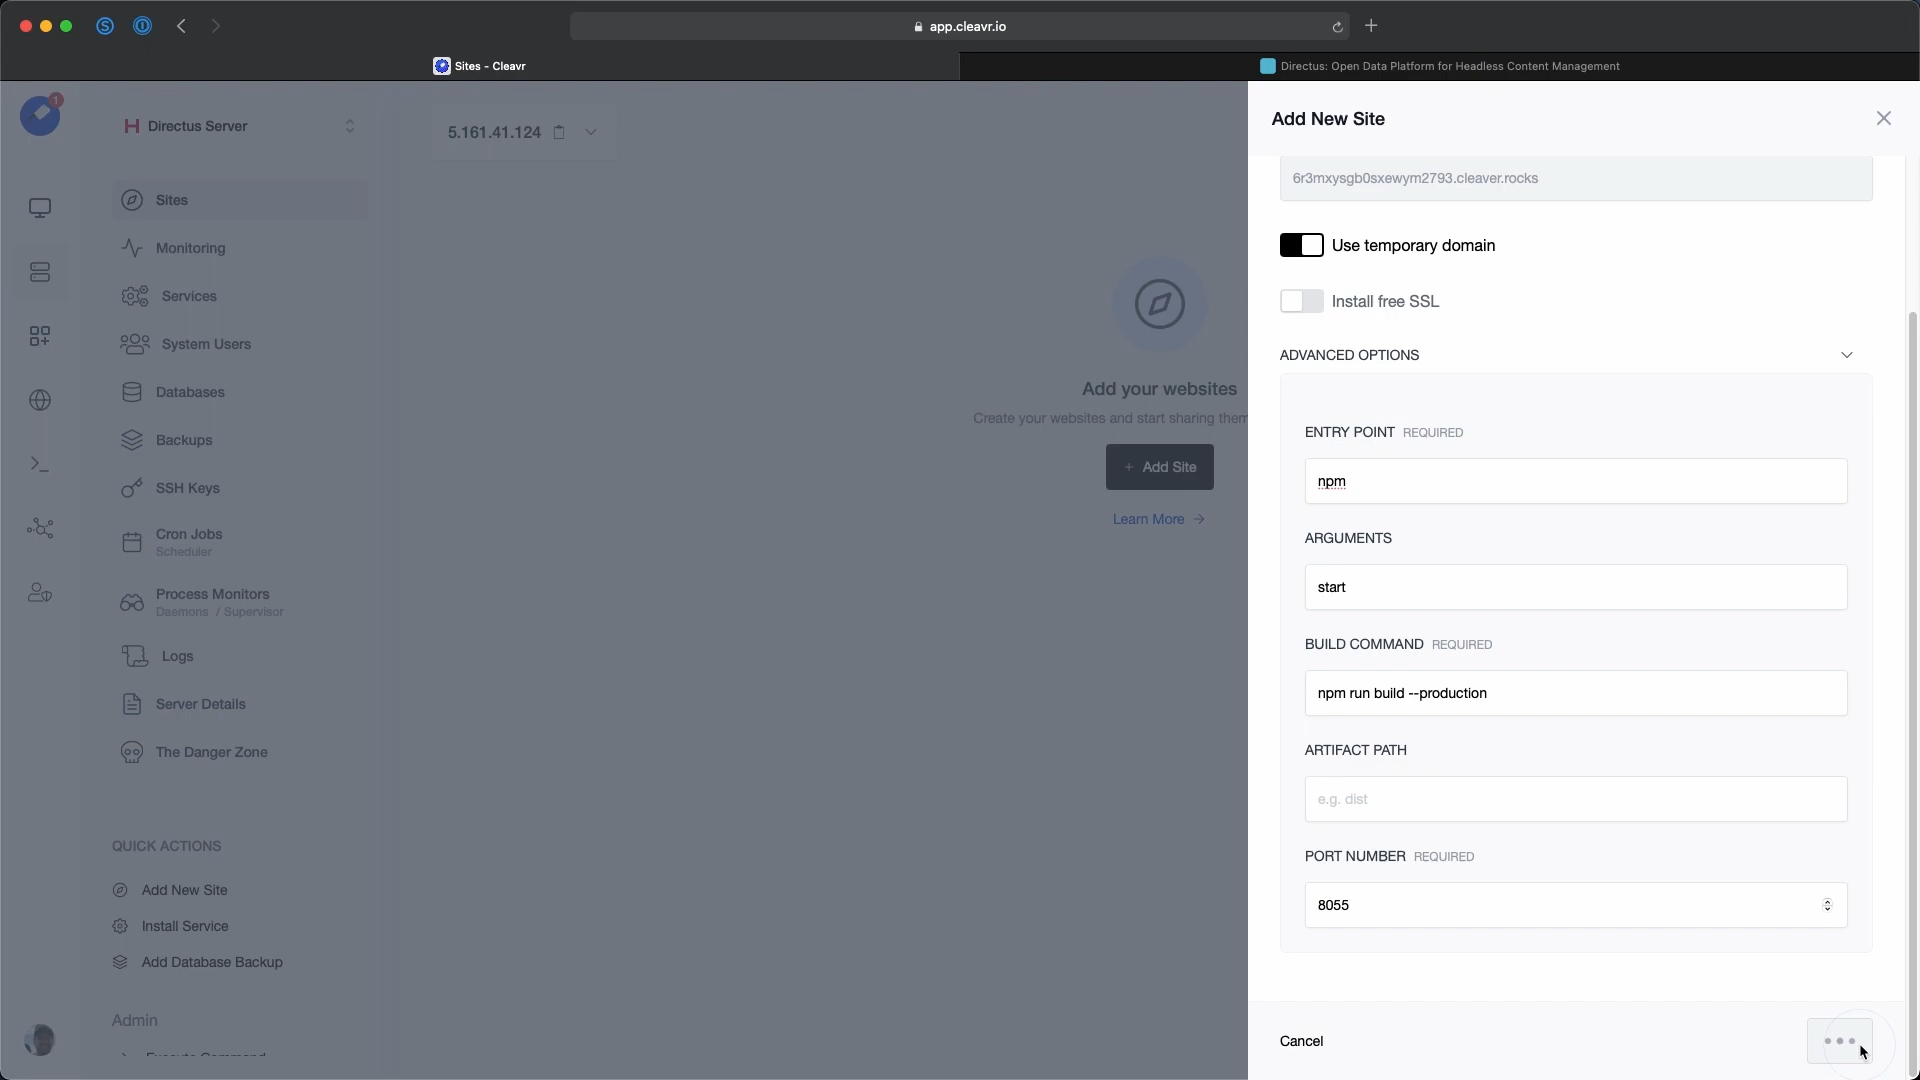 app.cleavr.io
Sites - Cleavr
Directus: Open Data Platform for Headless Content Management
1
Directus Server
5.161.41.124
Sites
Monitoring
Services
System Users
Databases
Backups
SSH Keys
Cron Jobs
Scheduler
Process Monitors
Daemons / Supervisor
Logs
Server Details
The Danger Zone
QUICK ACTIONS
Add New Site
Install Service
Add Database Backup
Admin
Execute Command
Add your websites
Create your websites and start sharing them
+ Add Site
Learn More →
Add New Site
6r3mxysgb0sxewym2793.cleaver.rocks
Use temporary domain
Install free SSL
ADVANCED OPTIONS
ENTRY POINT REQUIRED
npm
ARGUMENTS
start
BUILD COMMAND REQUIRED
npm run build --production
ARTIFACT PATH
e.g. dist
PORT NUMBER REQUIRED
8055
Cancel